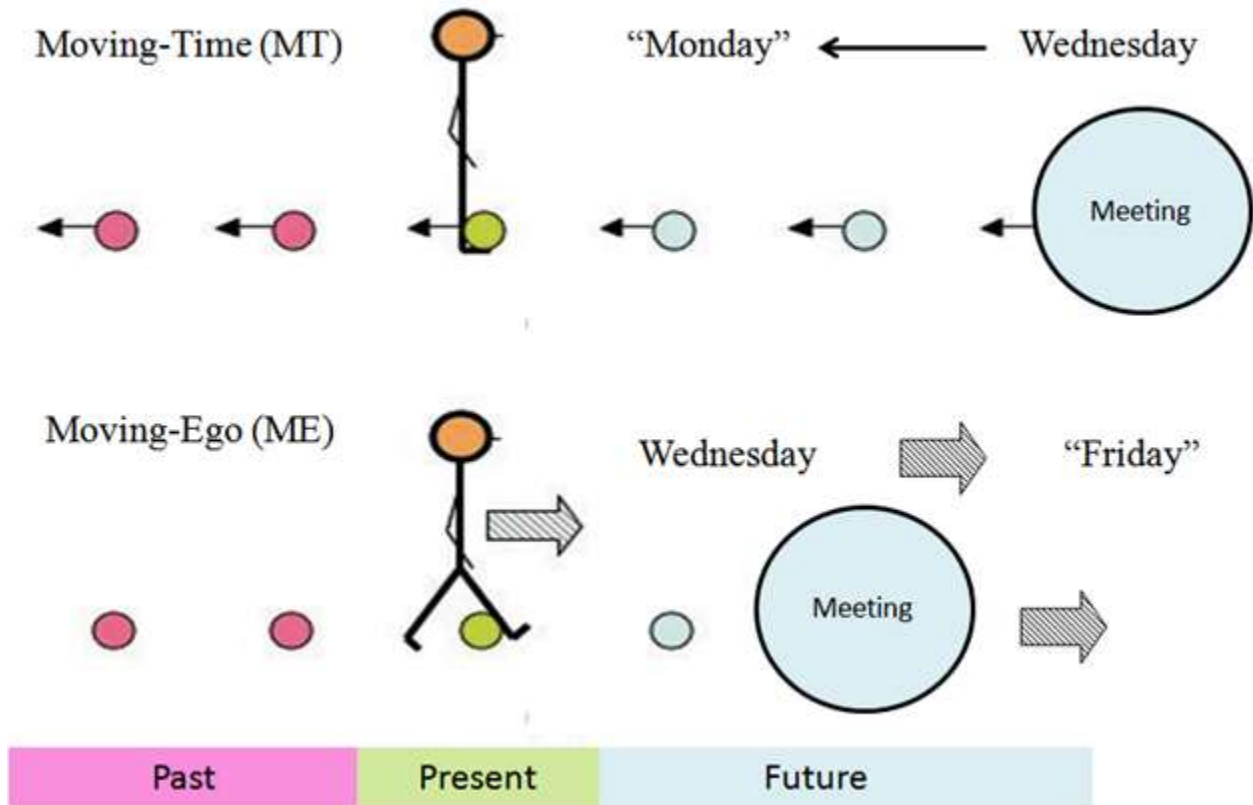 Moving-Time (MT)
“Monday”
Wednesday
Meeting
Moving-Ego (ME)
Wednesday
“Friday”
Meeting
Past
Present
Future